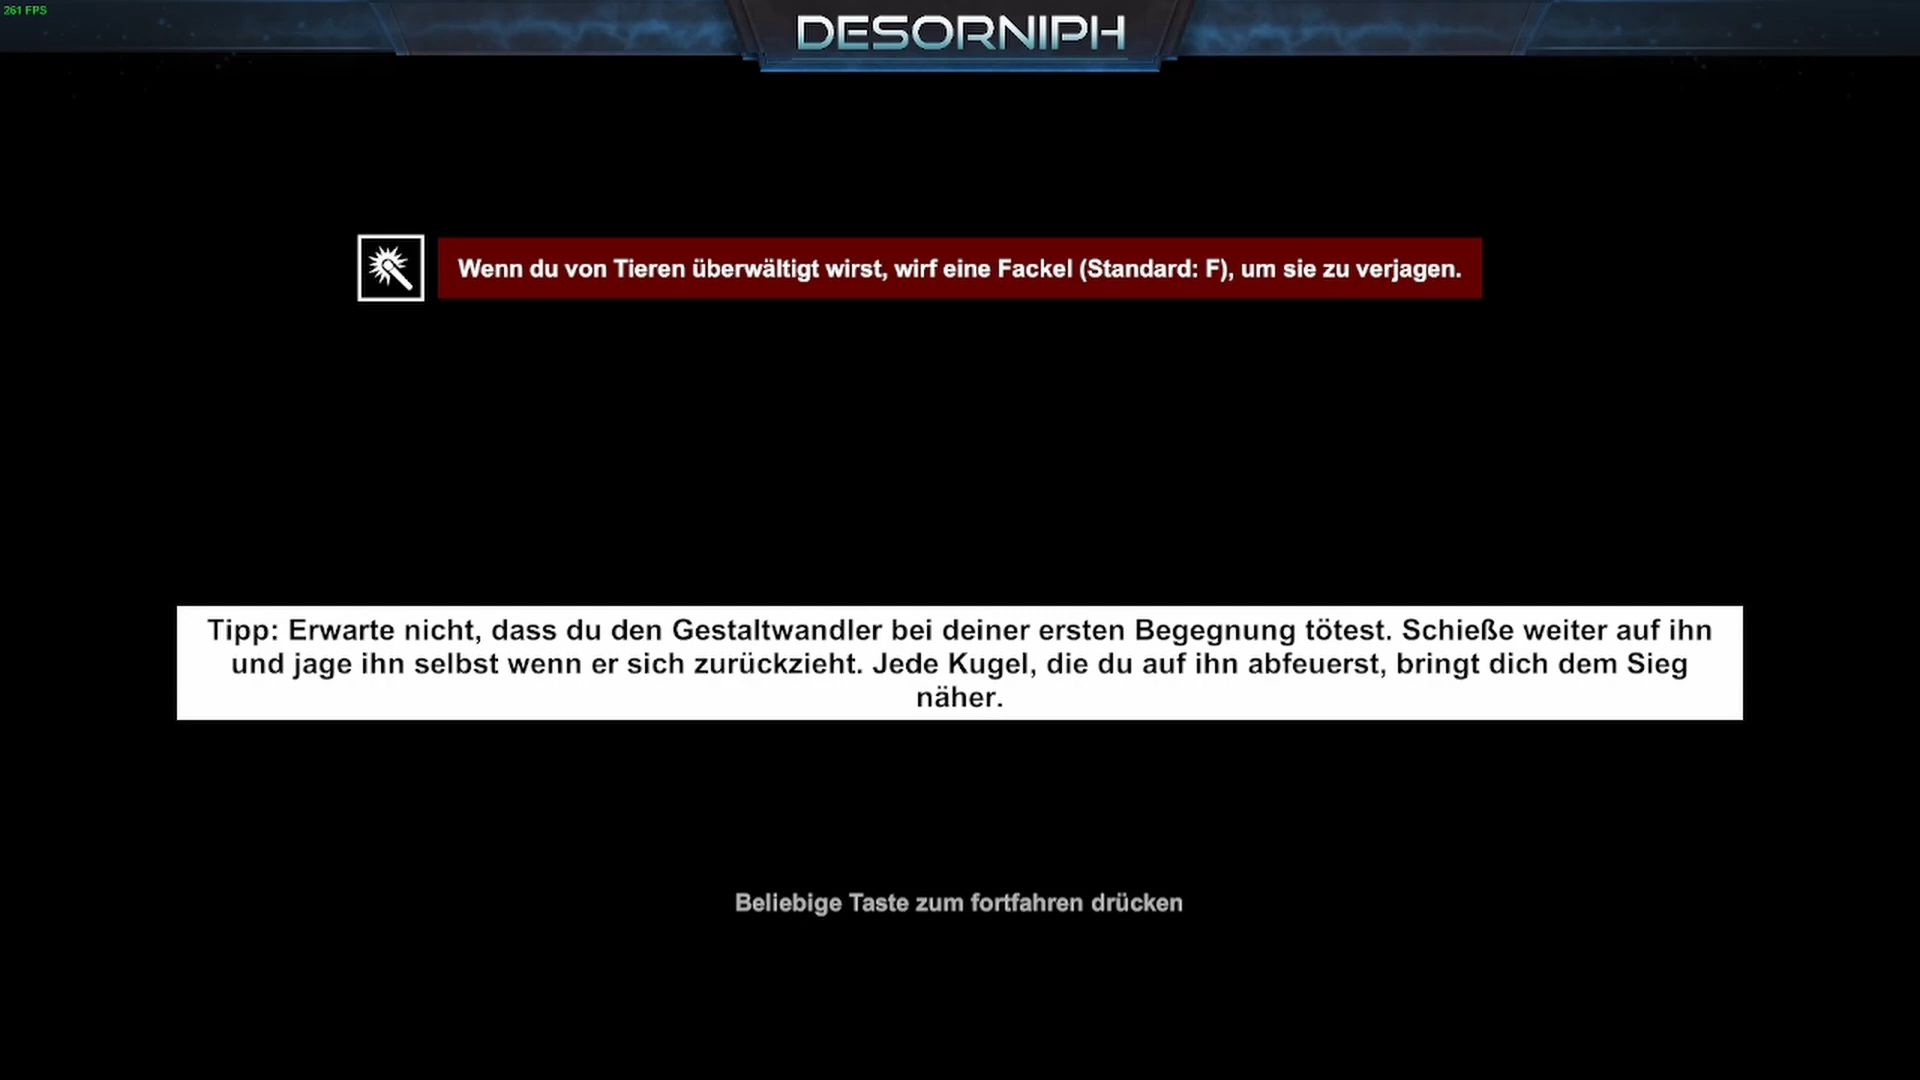 261 FPS
DESORNIPH
Wenn du von Tieren überwältigt wirst, wirf eine Fackel (Standard: F), um sie zu verjagen.
Tipp: Erwarte nicht, dass du den Gestaltwandler bei deiner ersten Begegnung tötest. Schieße weiter auf ihn
und jage ihn selbst wenn er sich zurückzieht. Jede Kugel, die du auf ihn abfeuerst, bringt dich dem Sieg
näher.
Beliebige Taste zum fortfahren drücken